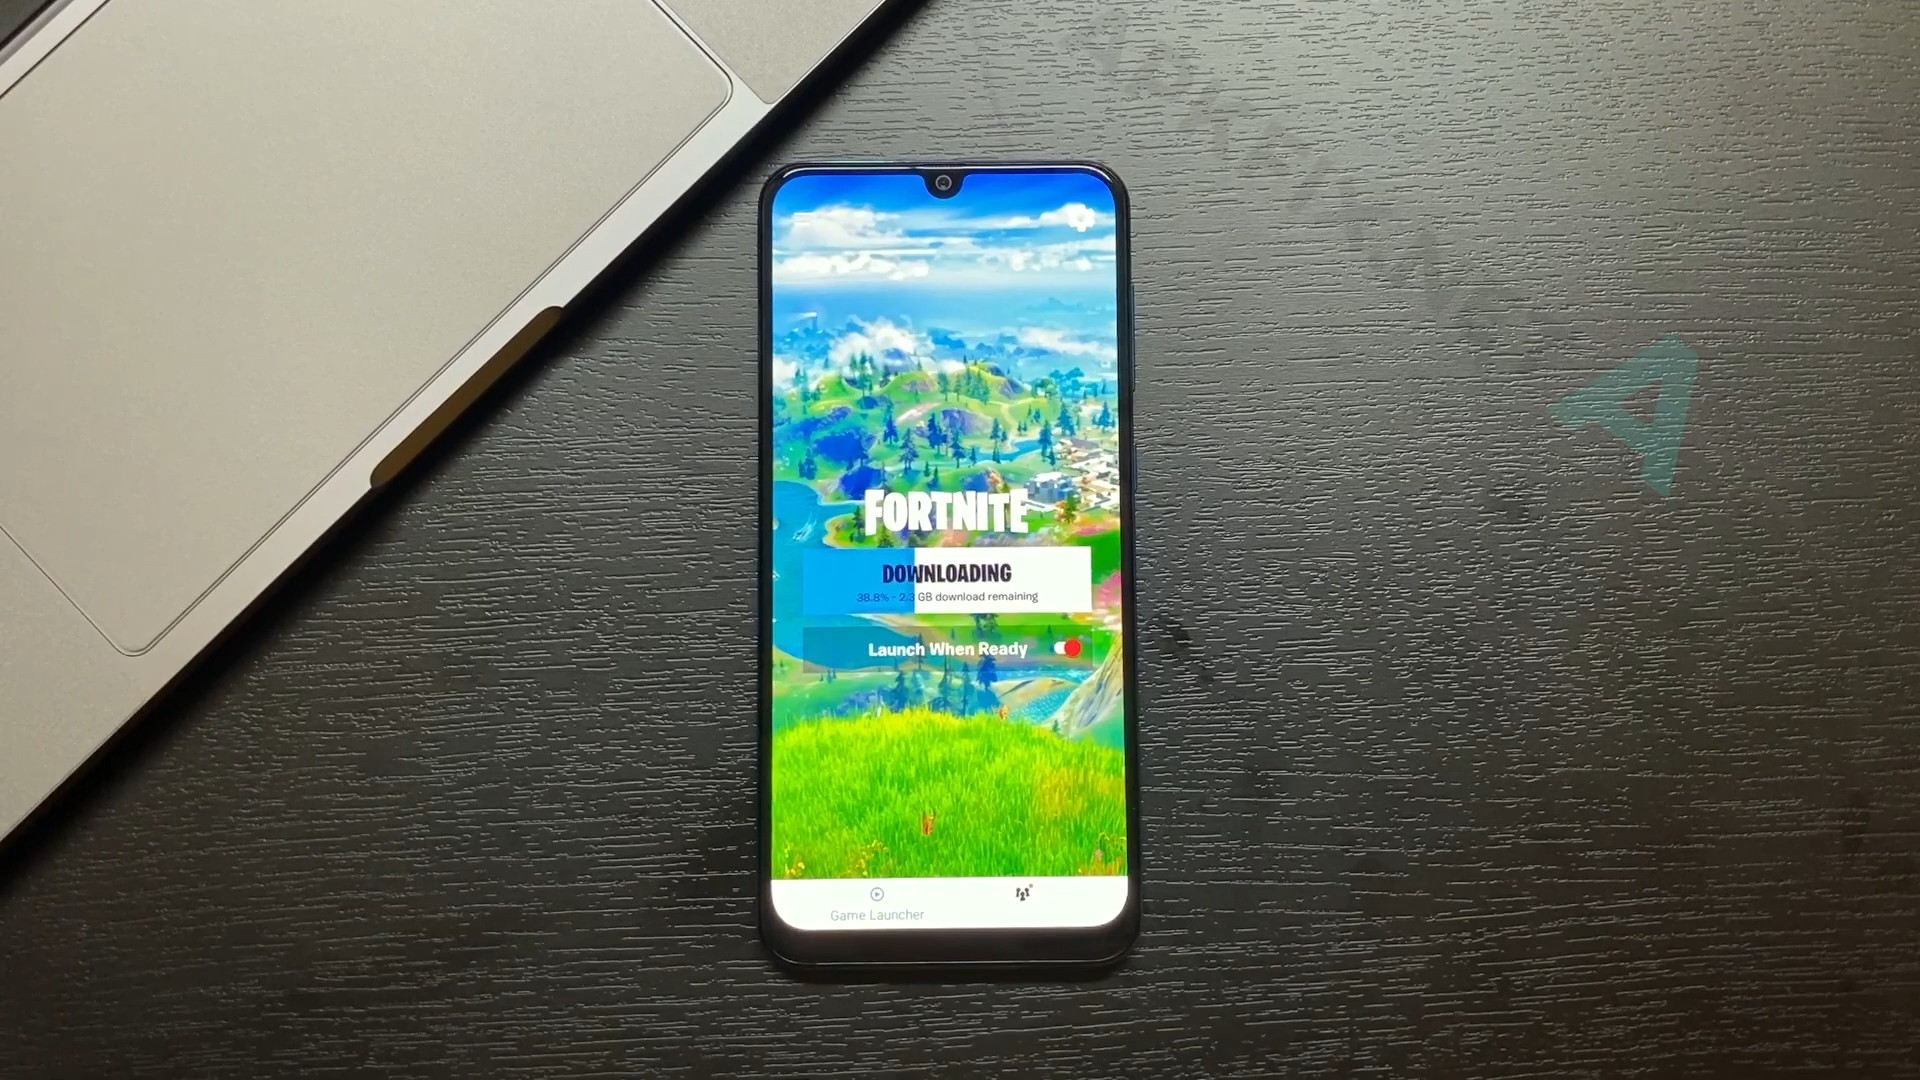 FORTNITE
DOWNLOADING
38.8% - 2.3 GB download remaining
Launch When Ready
Game Launcher